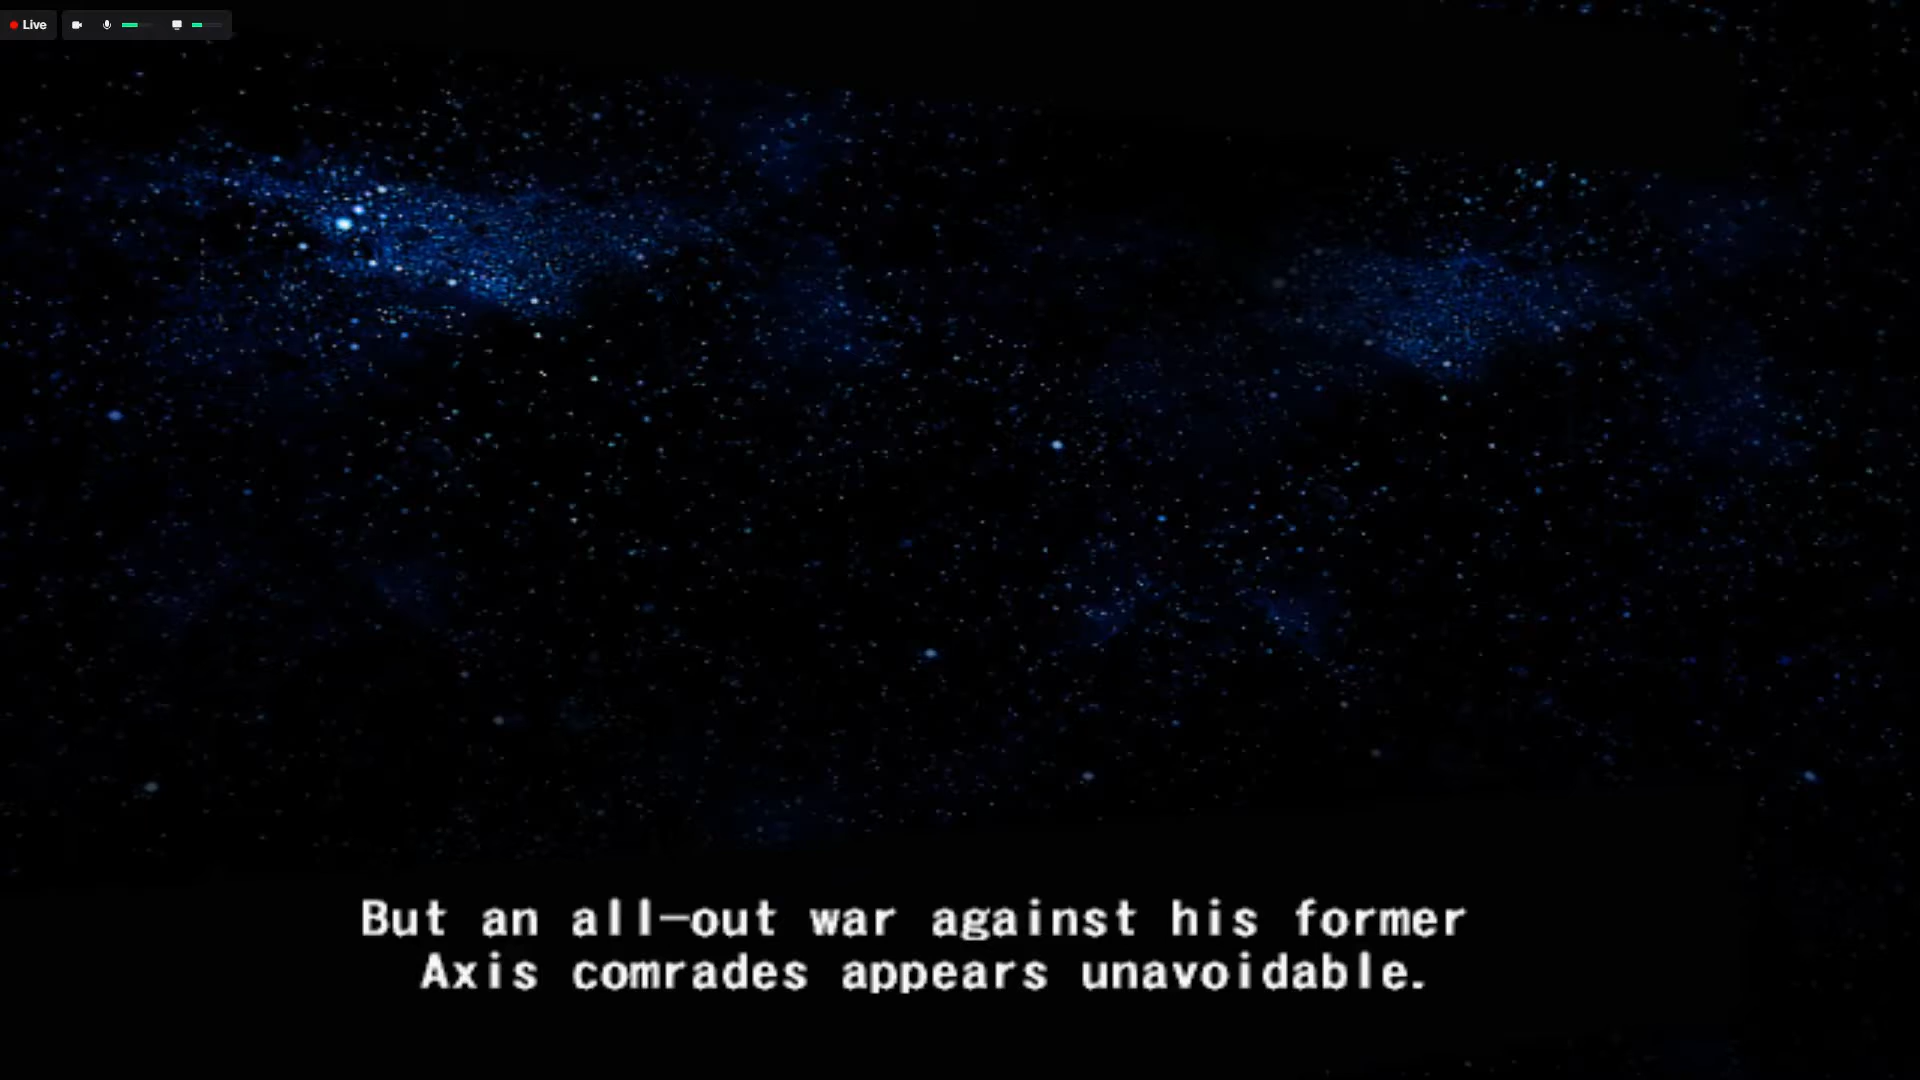 Live
But an all-out war against his former
Axis comrades appears unavoidable.